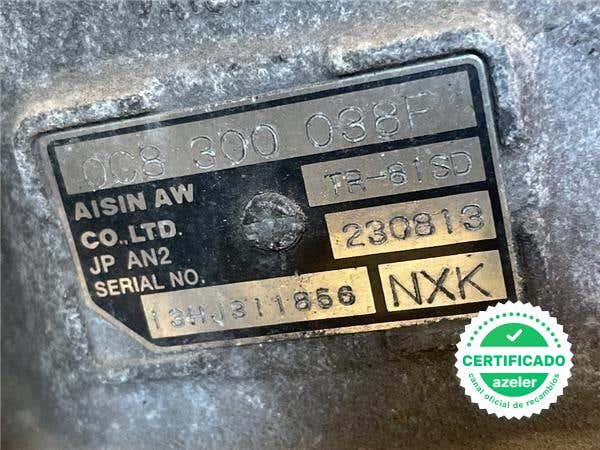 0C8 300 038F
AISIN AW
CO.,LTD.
JP AN2
SERIAL NO.
TR-61SD
230813
13HJ311856
NXK
CERTIFICADO
azeler
canal oficial de recambios